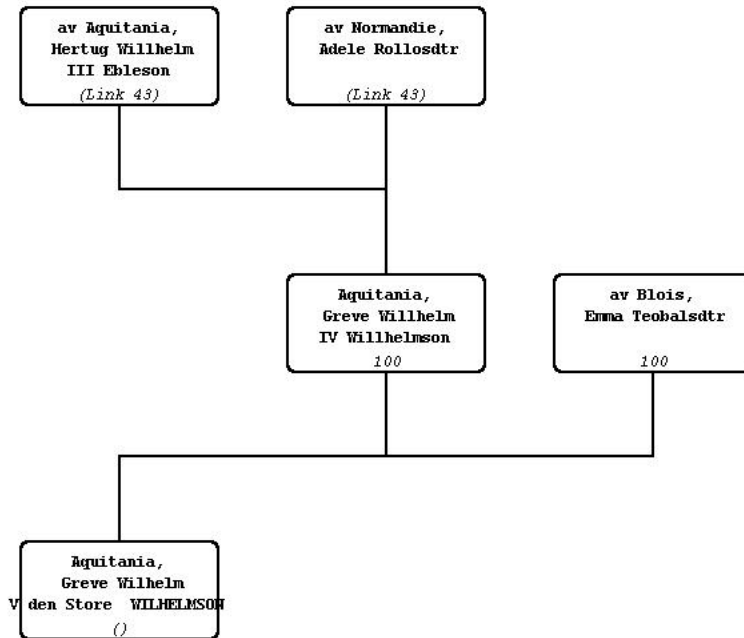 av Aquitania,
Hertug Willhelm
III Ebleson
(Link 43)
av Normandie,
Adele Rollosdtr
(Link 43)
Aquitania,
Greve Willhelm
IV Willhelmson
100
av Blois,
Emma Teobalsdtr
100
Aquitania,
Greve Wilhelm
V den Store WILHELMSON
()